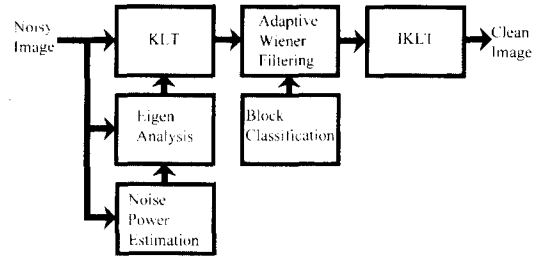 Noisy
Image
KLT
Adaptive
Wiener
Filtering
IKLT
Clean
Image
Eigen
Analysis
Block
Classification
Noise
Power
Estimation